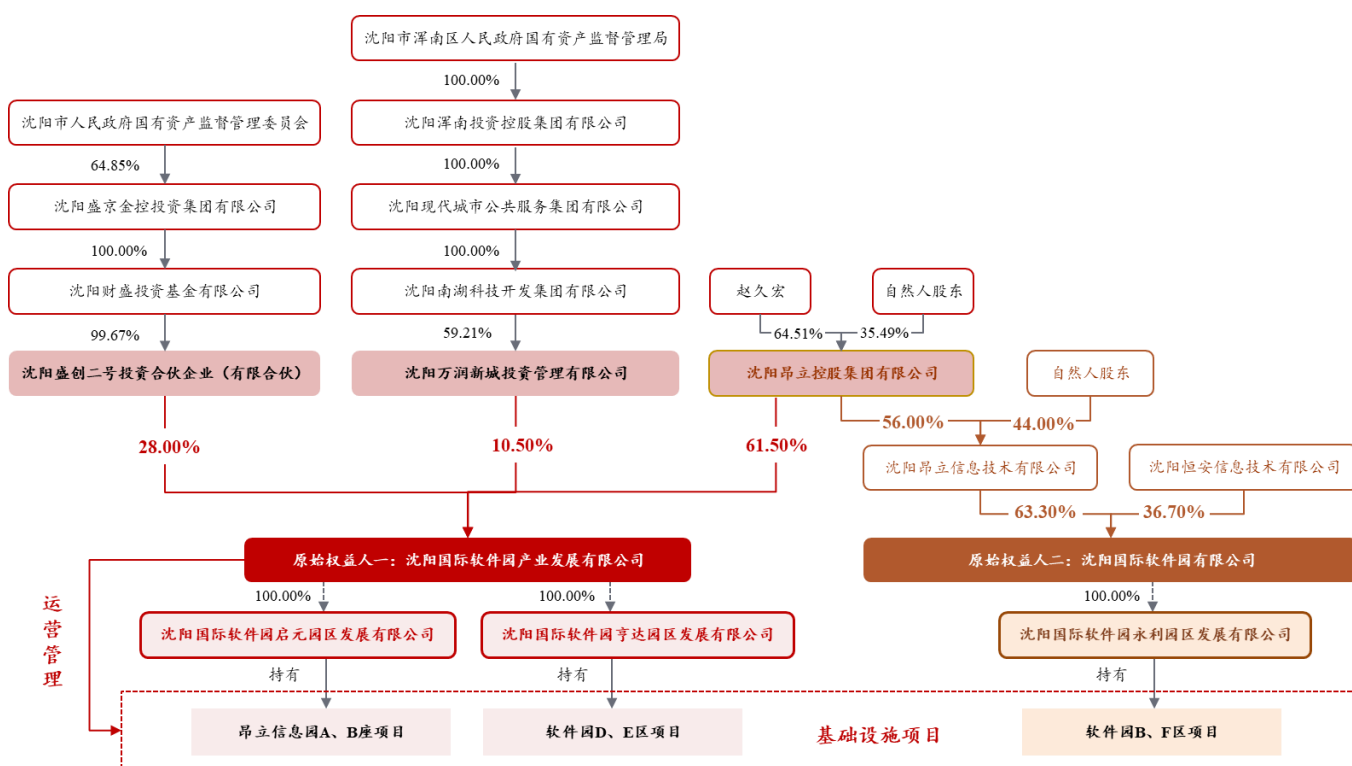 沈阳市浑南区人民政府国有资产监督管理局
100.00%
沈阳市人民政府国有资产监督管理委员会
沈阳浑南投资控股集团有限公司
64.85%
100.00%
沈阳盛京金控投资集团有限公司
沈阳现代城市公共服务集团有限公司
100.00%
100.00%
沈阳财盛投资基金有限公司
沈阳南湖科技开发集团有限公司
赵久宏
自然人股东
99.67%
59.21%
64.51%
35.49%
沈阳盛创二号投资合伙企业（有限合伙）
沈阳万润新城投资管理有限公司
沈阳昂立控股集团有限公司
自然人股东
28.00%
10.50%
61.50%
56.00%
44.00%
沈阳昂立信息技术有限公司
沈阳恒安信息技术有限公司
63.30%
36.70%
原始权益人一：沈阳国际软件园产业发展有限公司
原始权益人二：沈阳国际软件园有限公司
100.00%
100.00%
100.00%
运营管理
沈阳国际软件园启元园区发展有限公司
沈阳国际软件园亨达园区发展有限公司
沈阳国际软件园永利园区发展有限公司
持有
持有
持有
昂立信息园A、B座项目
软件园D、E区项目
基础设施项目
软件园B、F区项目